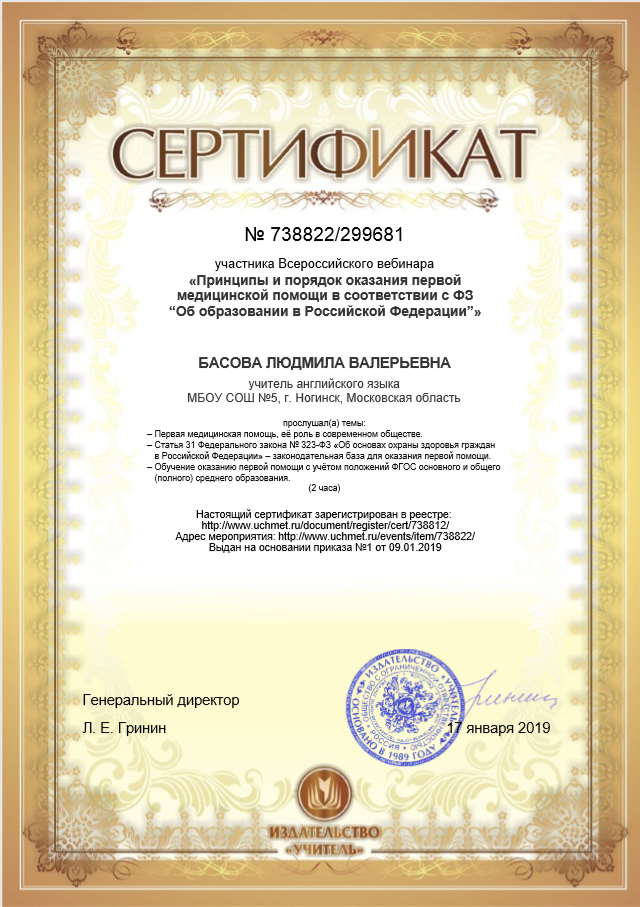 СЕРТИФИКАТ
№ 738822/299681
участника Всероссийского вебинара
«Принципы и порядок оказания первой
медицинской помощи в соответствии с ФЗ
“Об образовании в Российской Федерации”»
БАСОВА ЛЮДМИЛА ВАЛЕРЬЕВНА
учитель английского языка
МБОУ СОШ №5, г. Ногинск, Московская область
прослушал(а) темы:
– Первая медицинская помощь, её роль в современном обществе.
– Статья 31 Федерального закона № 323-ФЗ «Об основах охраны здоровья граждан
в Российской Федерации» – законодательная база для оказания первой помощи.
– Обучение оказанию первой помощи с учётом положений ФГОС основного и общего
(полного) среднего образования.
(2 часа)
Настоящий сертификат зарегистрирован в реестре:
http://www.uchmet.ru/document/register/cert/738812/
Адрес мероприятия: http://www.uchmet.ru/events/item/738822/
Выдан на основании приказа №1 от 09.01.2019
Генеральный директор
Л. Е. Гринин
ИЗДАТЕЛЬСТВО «УЧИТЕЛЬ»
ОСНОВАНО В 1989 ГОДУ
ОБЩЕСТВО С ОГРАНИЧЕННОЙ
РОССИЯ
17 января 2019
ИЗДАТЕЛЬСТВО
«УЧИТЕЛЬ»